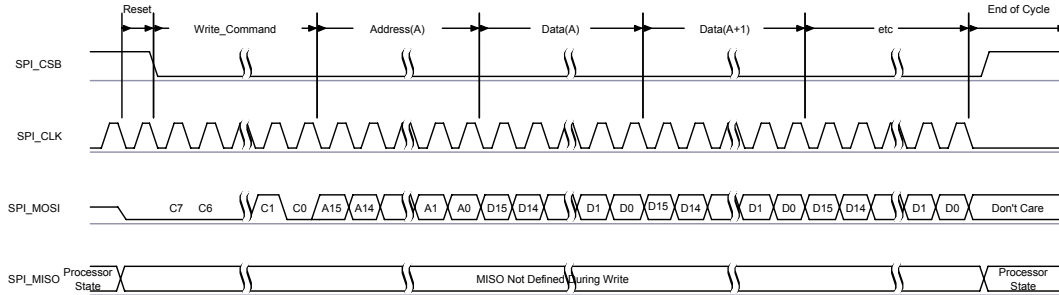 Reset
End of Cycle
Write_Command Address(A) Data(A) Data(A+1) etc
SPI_CSB
SPI_CLK
SPI_MOSI C7 C6 C1 C0 A15 A14 A1 A0 D15 D14 D1 D0 D15 D14 D1 D0 D15 D14 D1 D0 Don't Care
SPI_MISO Processor State MISO Not Defined During Write Processor State